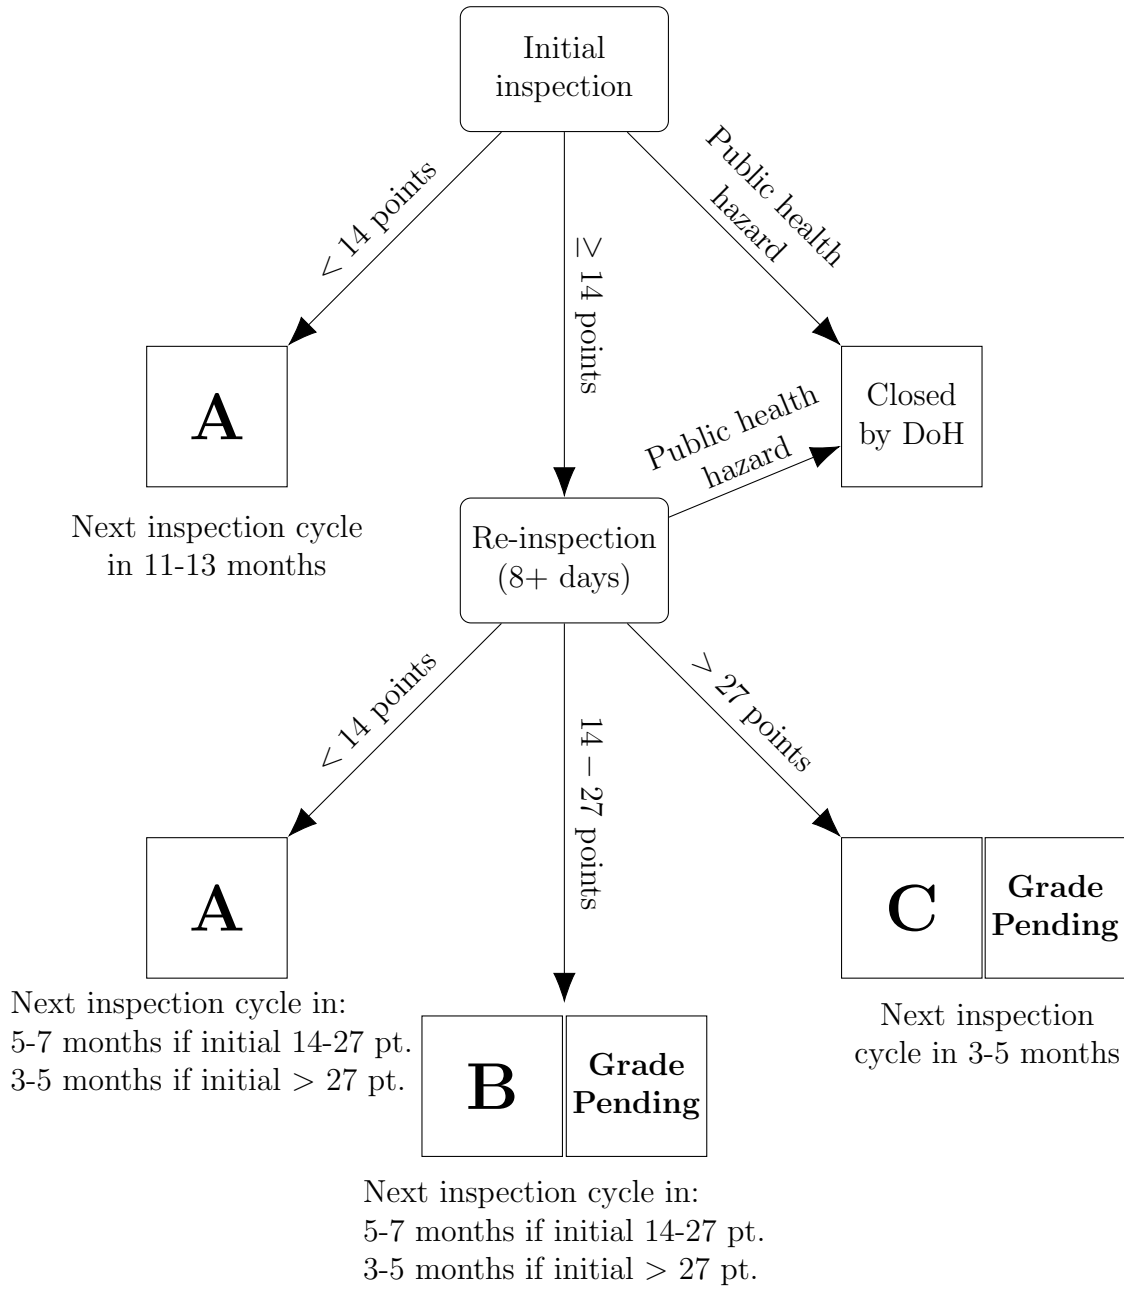 Initial
inspection
< 14 points
≥ 14 points
Public health
hazard
A
Next inspection cycle
in 11-13 months
Closed
by DoH
Public health
hazard
Re-inspection
(8+ days)
< 14 points
14 − 27 points
> 27 points
A
Next inspection cycle in:
5-7 months if initial 14-27 pt.
3-5 months if initial > 27 pt.
B
Grade
Pending
Next inspection cycle in:
5-7 months if initial 14-27 pt.
3-5 months if initial > 27 pt.
C
Grade
Pending
Next inspection
cycle in 3-5 months